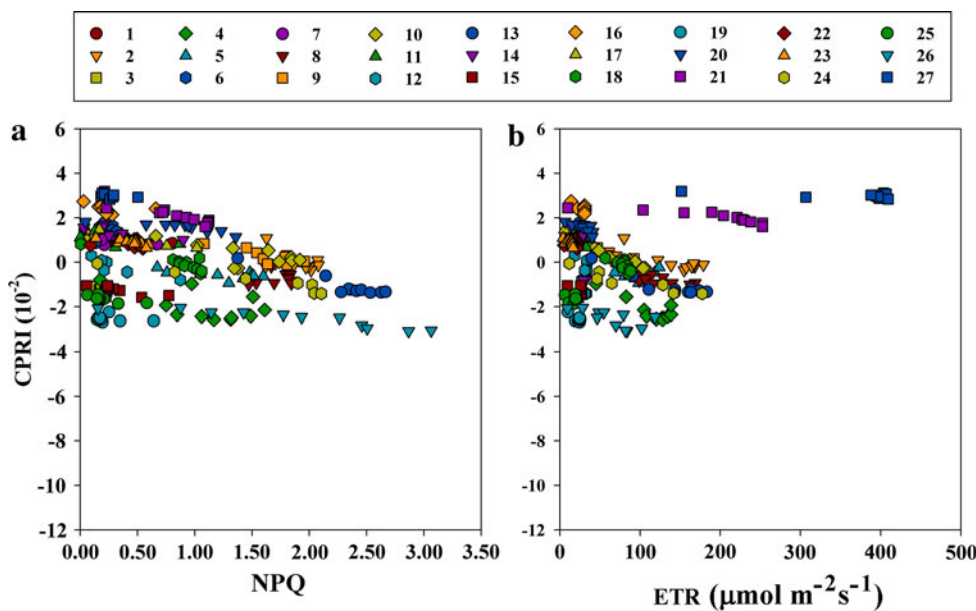 1 4 7 10 13 16 19 22 25
2 5 8 11 14 17 20 23 26
3 6 9 12 15 18 21 24 27
a b
6 6
4 4
2 2
0 0
-2 -2
-4 -4
-6 -6
-8 -8
-10 -10
-12 -12
CPRI (10⁻²)
0.00 0.50 1.00 1.50 2.00 2.50 3.00 3.50 0 100 200 300 400 500
NPQ ETR (μmol m⁻²s⁻¹)